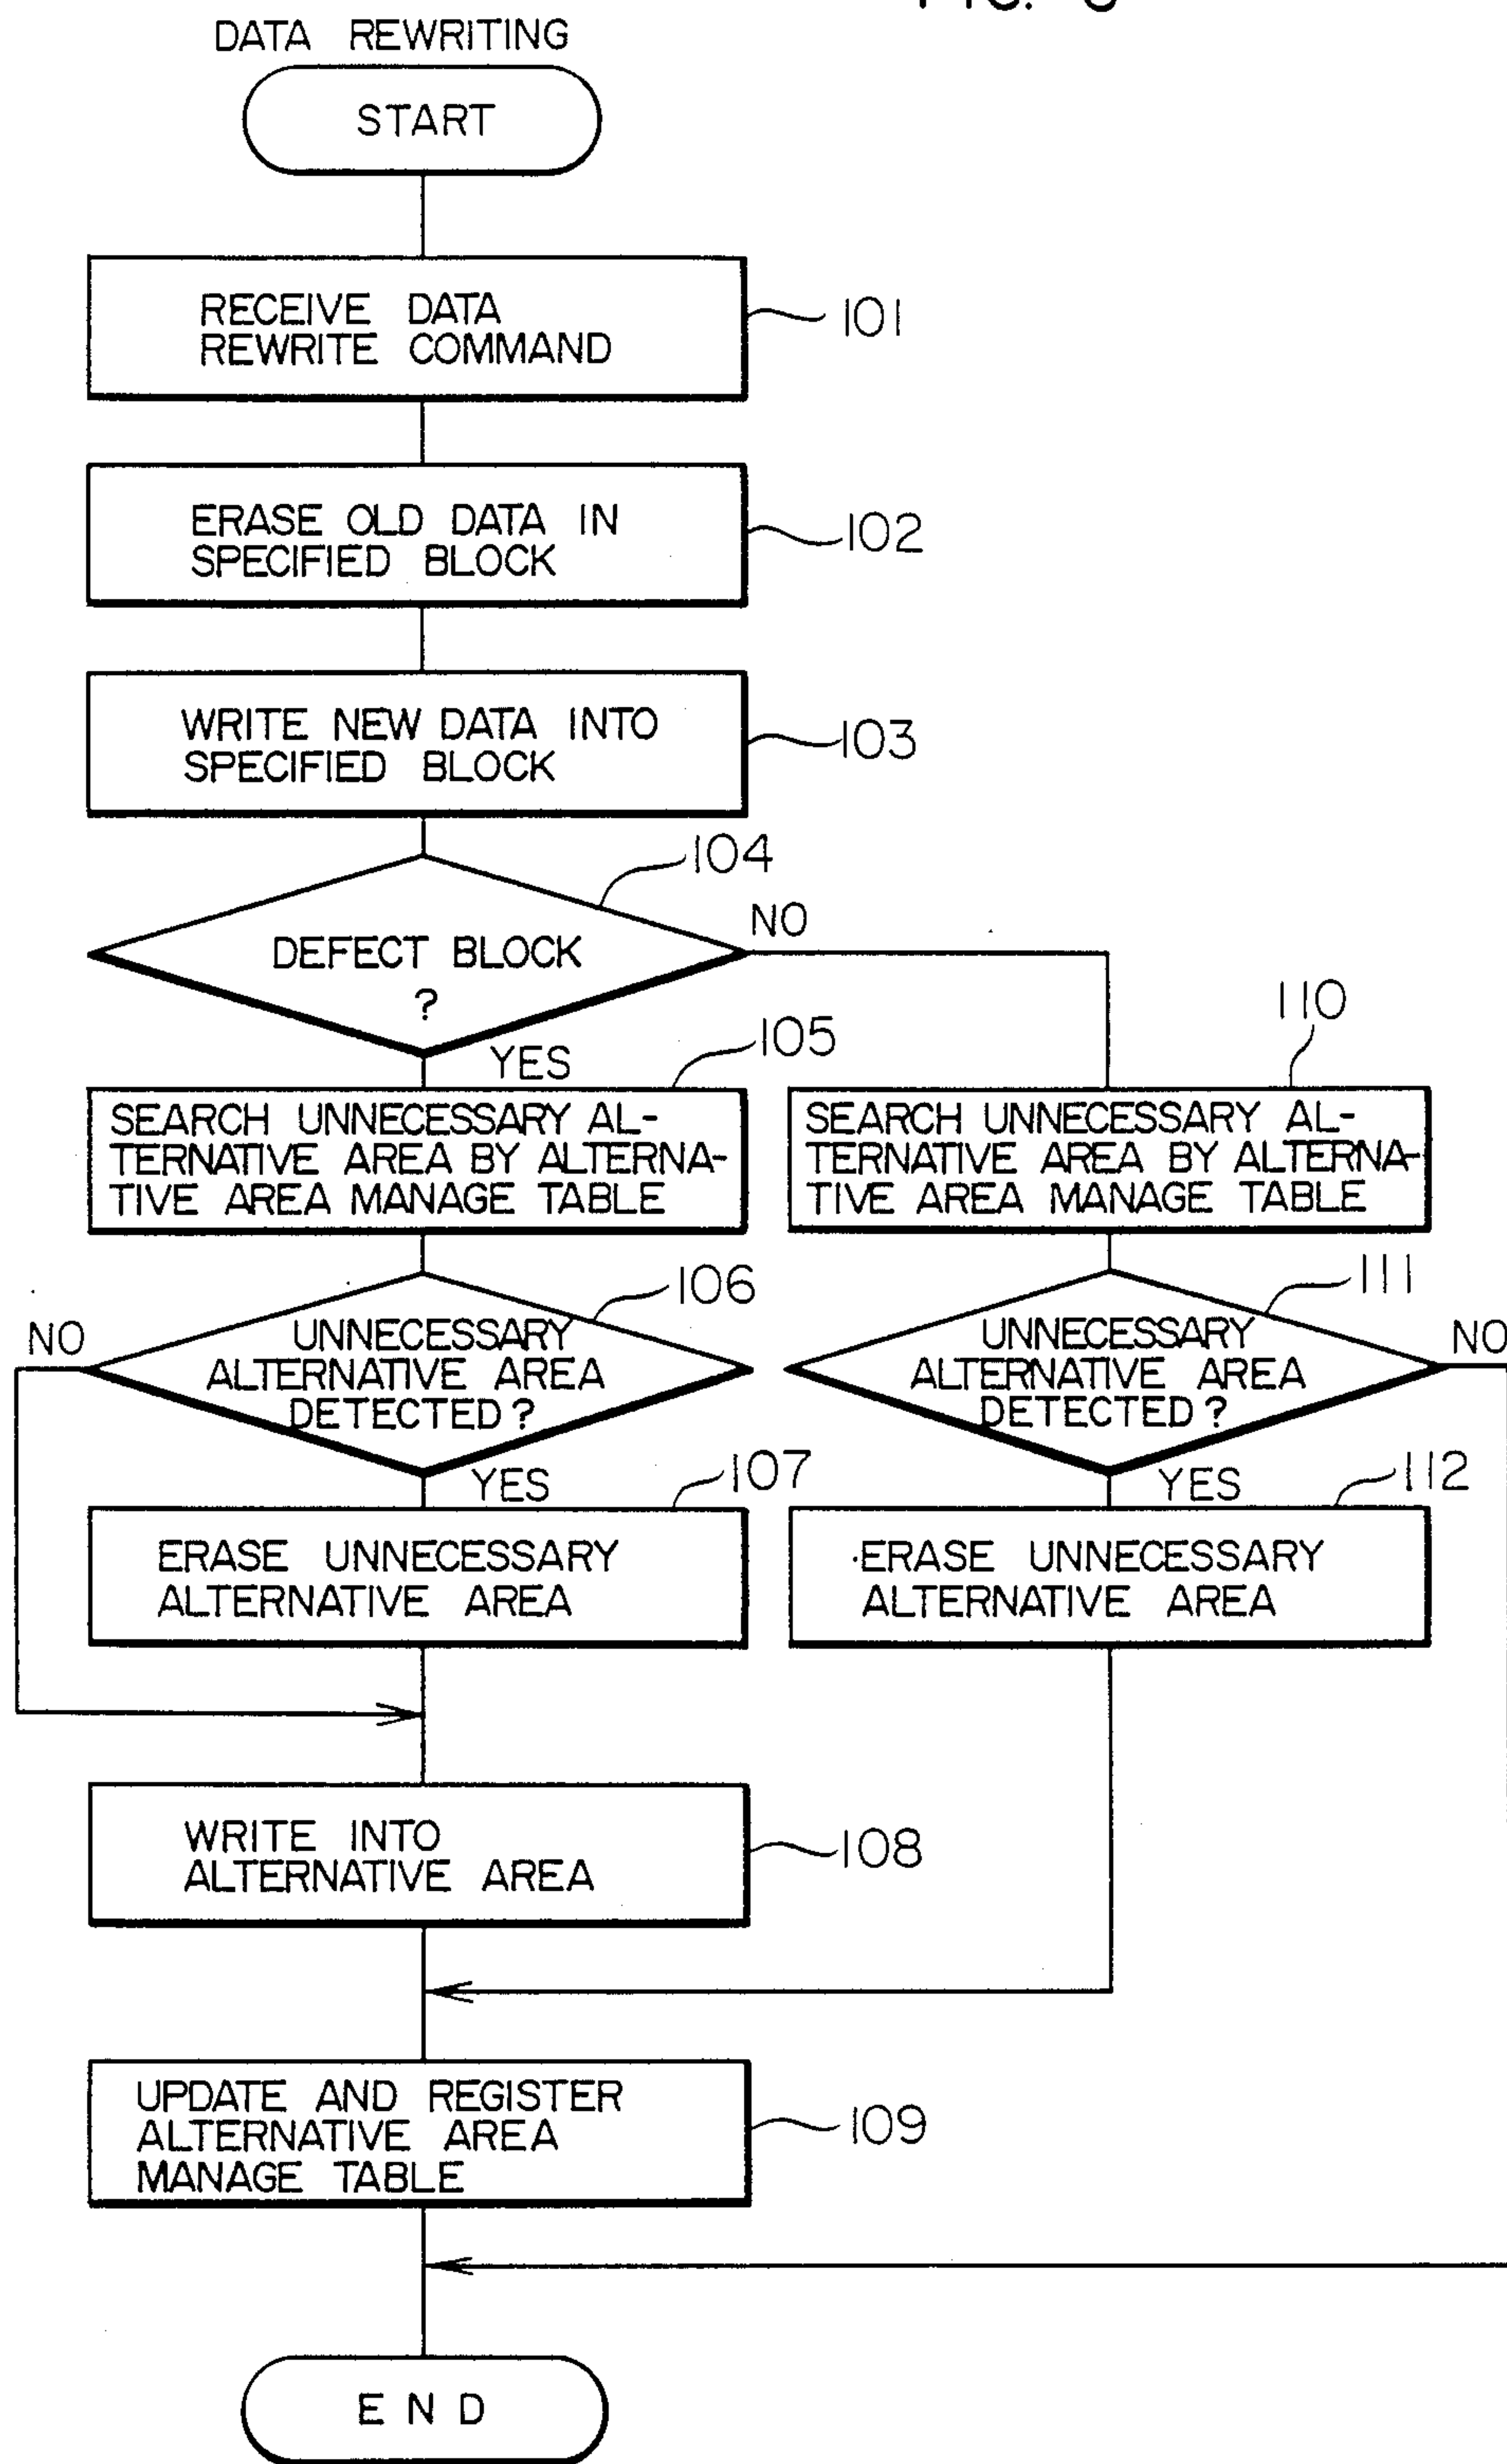 DATA REWRITING
START
RECEIVE DATA
REWRITE COMMAND
101
ERASE OLD DATA IN
SPECIFIED BLOCK
102
WRITE NEW DATA INTO
SPECIFIED BLOCK
103
104
DEFECT BLOCK
?
NO
YES
105
SEARCH UNNECESSARY AL-
TERNATIVE AREA BY ALTERNA-
TIVE AREA MANAGE TABLE
110
SEARCH UNNECESSARY AL-
TERNATIVE AREA BY ALTERNA-
TIVE AREA MANAGE TABLE
106
NO
UNNECESSARY
ALTERNATIVE AREA
DETECTED?
YES
111
UNNECESSARY
ALTERNATIVE AREA
DETECTED?
NO
YES
107
ERASE UNNECESSARY
ALTERNATIVE AREA
112
ERASE UNNECESSARY
ALTERNATIVE AREA
WRITE INTO
ALTERNATIVE AREA
108
UPDATE AND REGISTER
ALTERNATIVE AREA
MANAGE TABLE
109
END